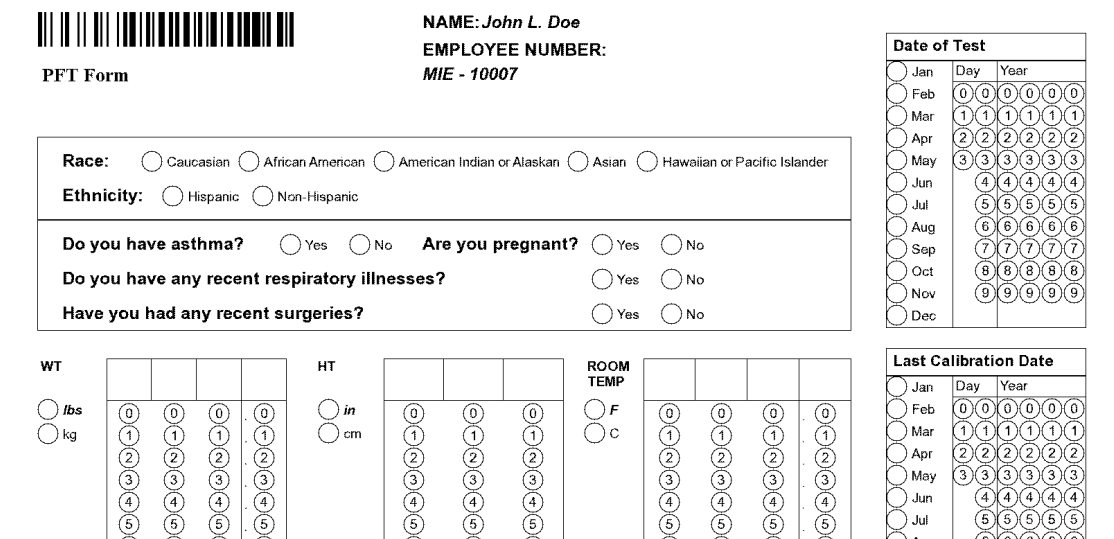 PFT Form
NAME: John L. Doe
EMPLOYEE NUMBER:
MIE - 10007
Race: Caucasian African American American Indian or Alaskan Asian Hawaiian or Pacific Islander
Ethnicity: Hispanic Non-Hispanic
Do you have asthma? Yes No Are you pregnant? Yes No
Do you have any recent respiratory illnesses? Yes No
Have you had any recent surgeries? Yes No
Date of Test
Jan Day Year
Feb 0 0 0 0 0 0
Mar 1 1 1 1 1 1
Apr 2 2 2 2 2 2
May 3 3 3 3 3 3
Jun 4 4 4 4 4
Jul 5 5 5 5 5
Aug 6 6 6 6 6
Sep 7 7 7 7 7
Oct 8 8 8 8 8
Nov 9 9 9 9 9
Dec
WT HT ROOM
TEMP
lbs 0 0 0 . 0 in 0 0 0 F 0 0 0 . 0
kg 1 1 1 . 1 cm 1 1 1 C 1 1 1 . 1
2 2 2 . 2 2 2 2 2 2 2 . 2
3 3 3 . 3 3 3 3 3 3 3 . 3
4 4 4 . 4 4 4 4 4 4 4 . 4
5 5 5 . 5 5 5 5 5 5 5 . 5
Last Calibration Date
Jan Day Year
Feb 0 0 0 0 0 0
Mar 1 1 1 1 1 1
Apr 2 2 2 2 2 2
May 3 3 3 3 3 3
Jun 4 4 4 4 4
Jul 5 5 5 5 5